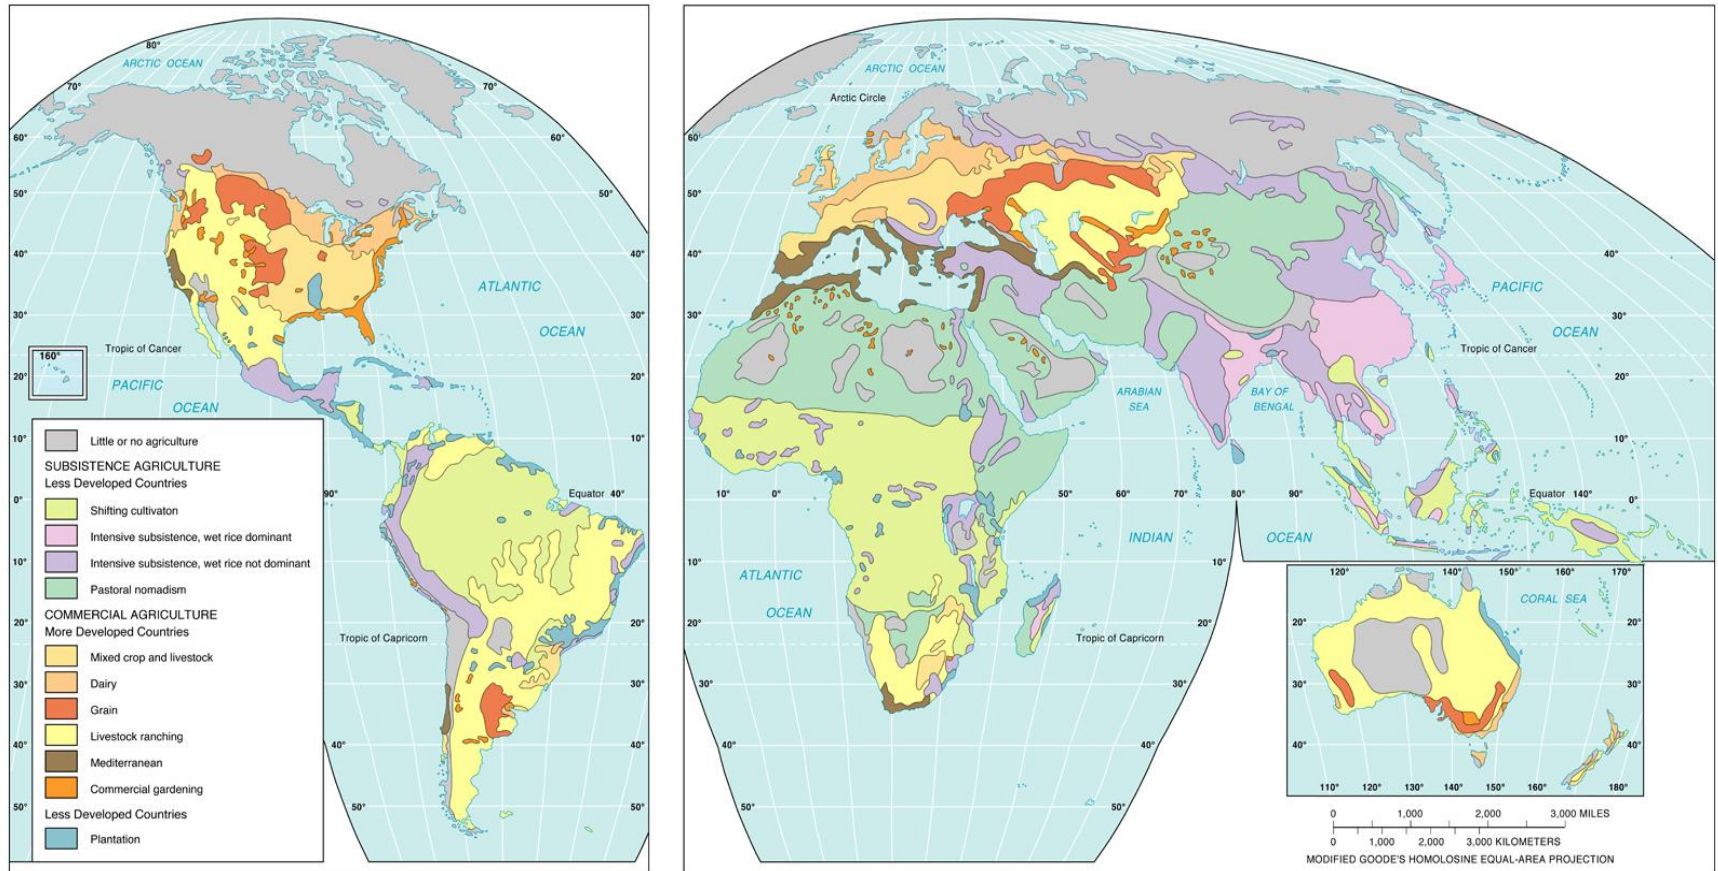 80°
ARCTIC OCEAN
70°
70°
60°
60°
50°
50°
40°
40°
ATLANTIC
OCEAN
30°
30°
Tropic of Cancer
160°
20°
20°
PACIFIC
OCEAN
10°
10°
0°
90°
Equator
40°
0°
10°
10°
20°
20°
Tropic of Capricorn
30°
30°
40°
40°
40°
50°
50°
50°
Little or no agriculture
SUBSISTENCE AGRICULTURE
Less Developed Countries
Shifting cultivaton
Intensive subsistence, wet rice dominant
Intensive subsistence, wet rice not dominant
Pastoral nomadism
COMMERCIAL AGRICULTURE
More Developed Countries
Mixed crop and livestock
Dairy
Grain
Livestock ranching
Mediterranean
Commercial gardening
Less Developed Countries
Plantation
ARCTIC OCEAN
Arctic Circle
60°
50°
40°
40°
PACIFIC
OCEAN
30°
30°
Tropic of Cancer
20°
20°
ARABIAN
SEA
BAY OF
BENGAL
10°
10°
10°
0°
50°
60°
70°
80°
90°
Equator
140°
0°
INDIAN
OCEAN
10°
ATLANTIC
OCEAN
20°
20°
Tropic of Capricorn
30°
30°
40°
40°
50°
50°
120°
140°
150°
160°
170°
CORAL SEA
20°
20°
30°
30°
40°
40°
110°
120°
130°
140°
150°
160°
180°
0 1,000 2,000 3,000 MILES
0 1,000 2,000 3,000 KILOMETERS
MODIFIED GOODE'S HOMOLOSINE EQUAL-AREA PROJECTION